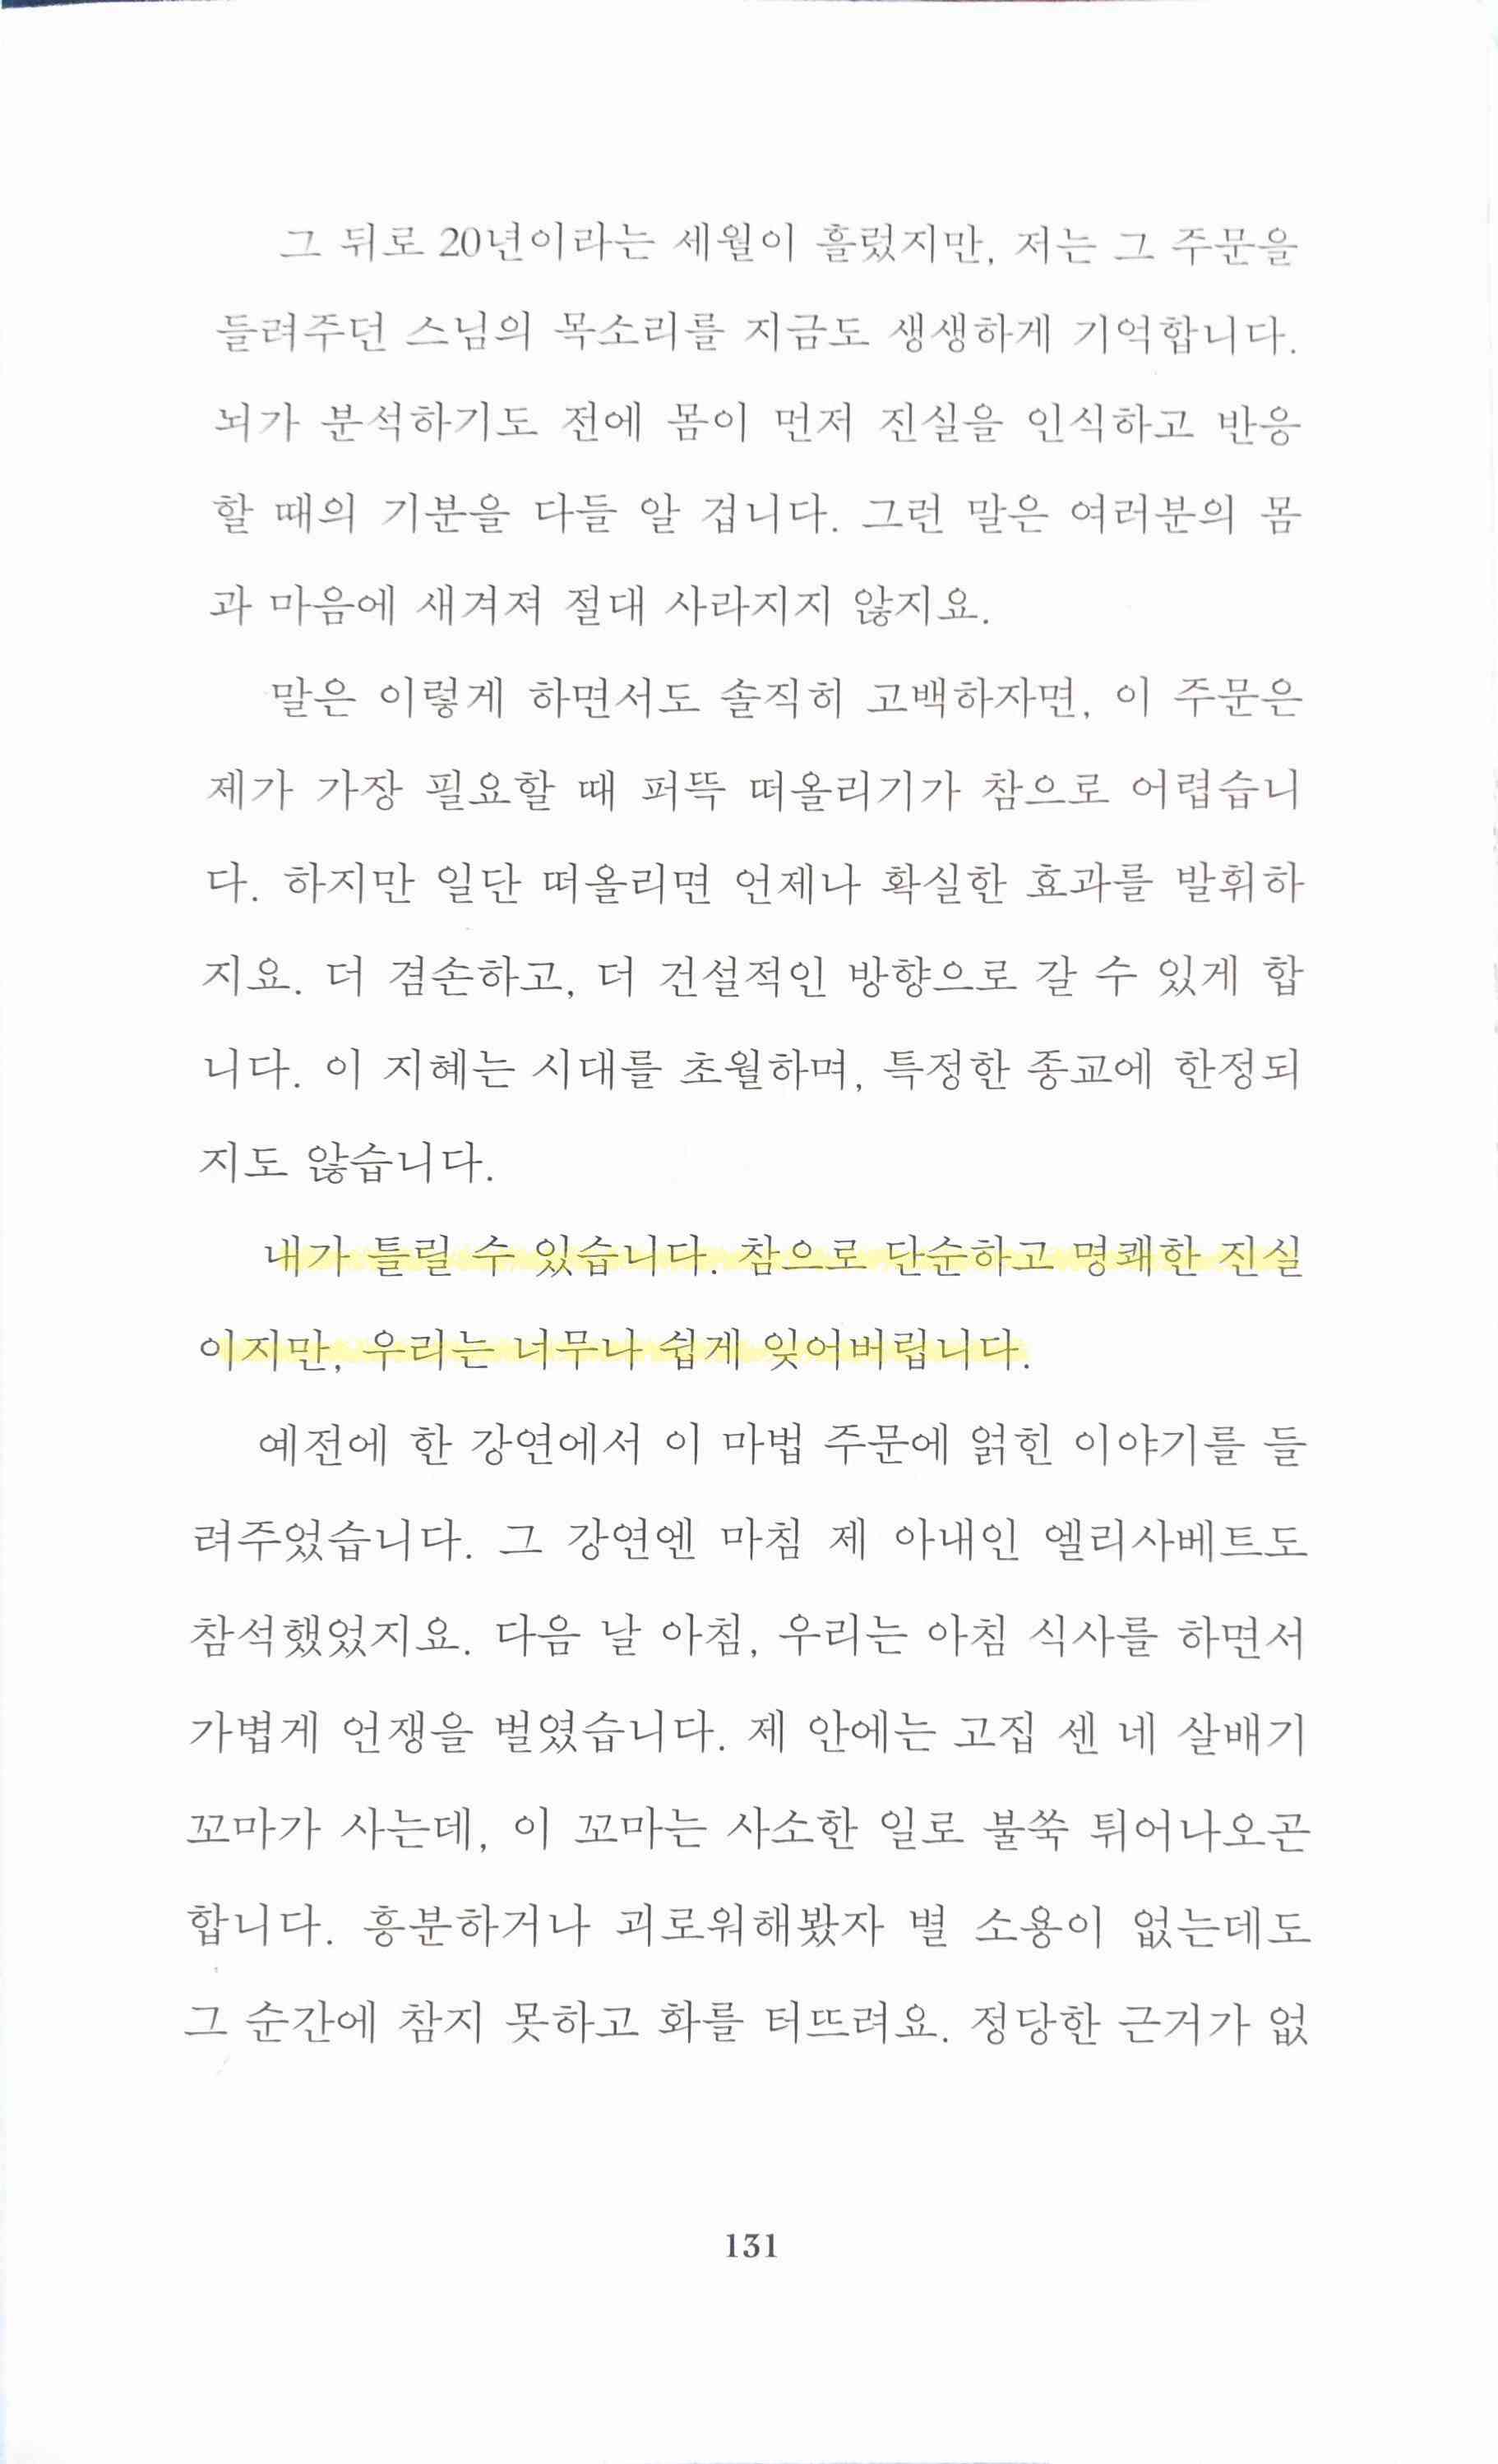 그 뒤로 20년이라는 세월이 흘렀지만, 저는 그 주문을
들려주던 스님의 목소리를 지금도 생생하게 기억합니다.
뇌가 분석하기도 전에 몸이 먼저 진실을 인식하고 반응
할 때의 기분을 다들 알 겁니다. 그런 말은 여러분의 몸
과 마음에 새겨져 절대 사라지지 않지요.
말은 이렇게 하면서도 솔직히 고백하자면, 이 주문은
제가 가장 필요할 때 퍼뜩 떠올리기가 참으로 어렵습니
다. 하지만 일단 떠올리면 언제나 확실한 효과를 발휘하
지요. 더 겸손하고, 더 건설적인 방향으로 갈 수 있게 합
니다. 이 지혜는 시대를 초월하며, 특정한 종교에 한정되
지도 않습니다.
내가 틀릴 수 있습니다. 참으로 단순하고 명쾌한 진실
이지만, 우리는 너무나 쉽게 잊어버립니다.
예전에 한 강연에서 이 마법 주문에 얽힌 이야기를 들
려주었습니다. 그 강연엔 마침 제 아내인 엘리사베트도
참석했었지요. 다음 날 아침, 우리는 아침 식사를 하면서
가볍게 언쟁을 벌였습니다. 제 안에는 고집 센 네 살배기
꼬마가 사는데, 이 꼬마는 사소한 일로 불쑥 튀어나오곤
합니다. 흥분하거나 괴로워해봤자 별 소용이 없는데도
그 순간에 참지 못하고 화를 터뜨려요. 정당한 근거가 없
131